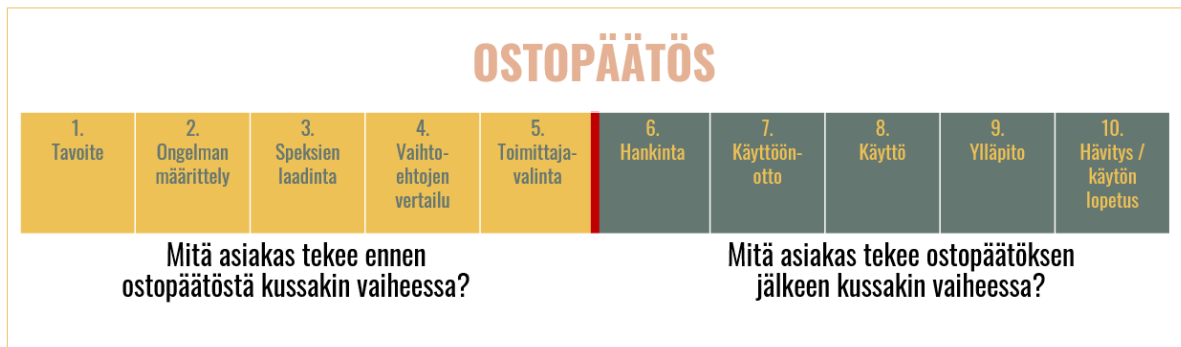 OSTOPÄÄTÖS
1.
Tavoite
2.
Ongelman
määrittely
3.
Speksien
laadinta
4.
Vaihto-
ehtojen
vertailu
5.
Toimittaja-
valinta
6.
Hankinta
7.
Käyttöön-
otto
8.
Käyttö
9.
Ylläpito
10.
Hävitys /
käytön
lopetus
Mitä asiakas tekee ennen
ostopäätöstä kussakin vaiheessa?
Mitä asiakas tekee ostopäätöksen
jälkeen kussakin vaiheessa?